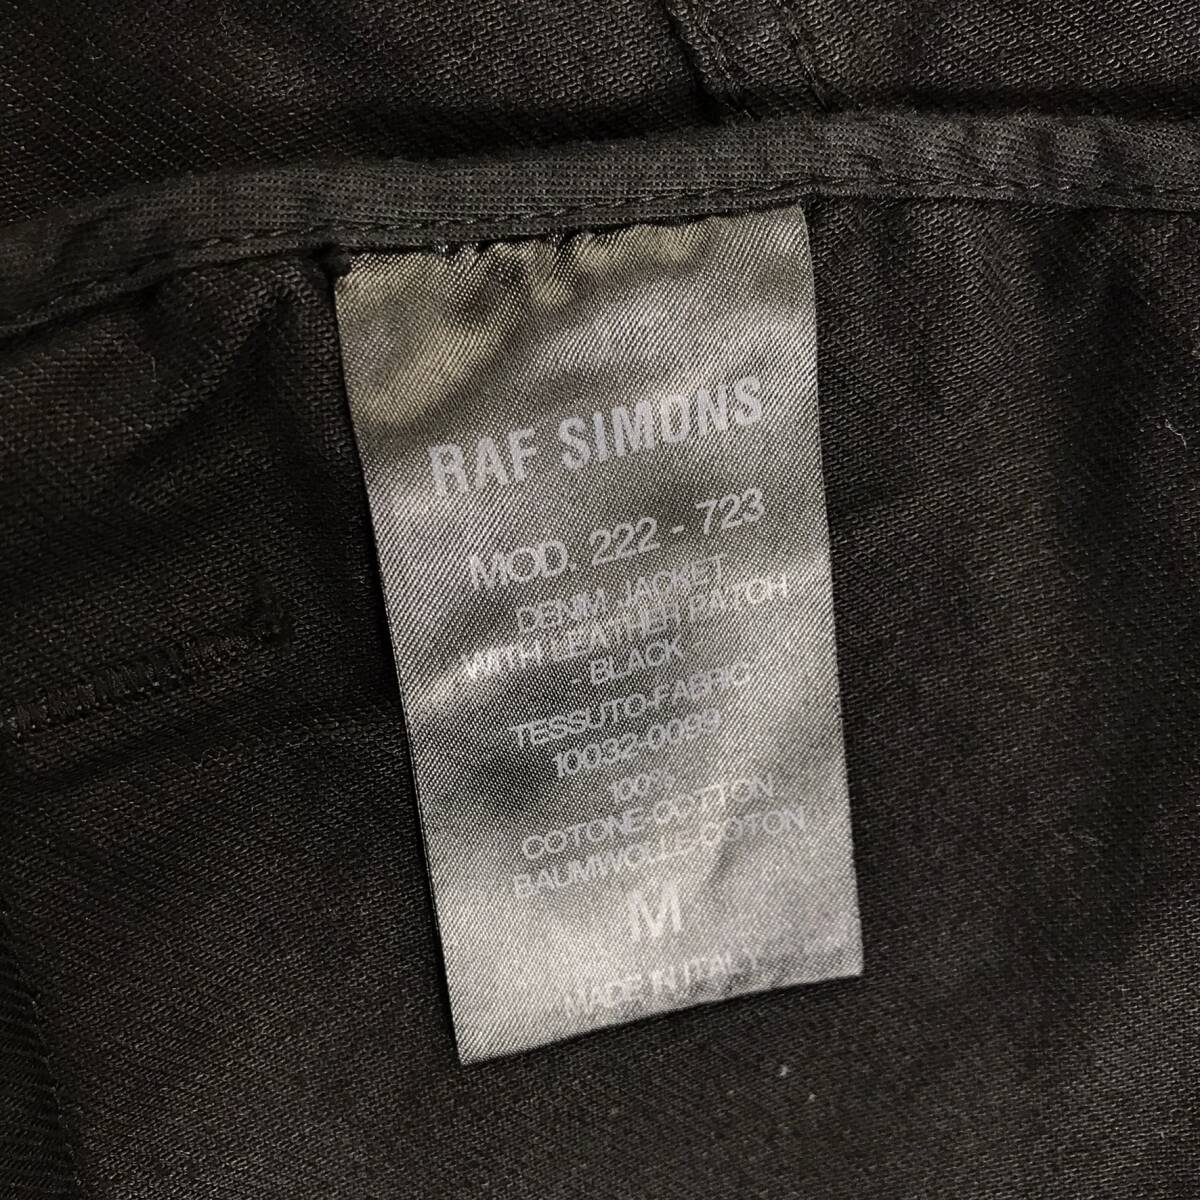 RAF SIMONS
MOD. 222 - 723
DENIM JACKET
WITH LEATHER PATCH
- BLACK
TESSUTO-FABRIC
10032-0099
100%
COTONE-COTTON
BAUMWOLLE-COTON
M
MADE IN ITALY